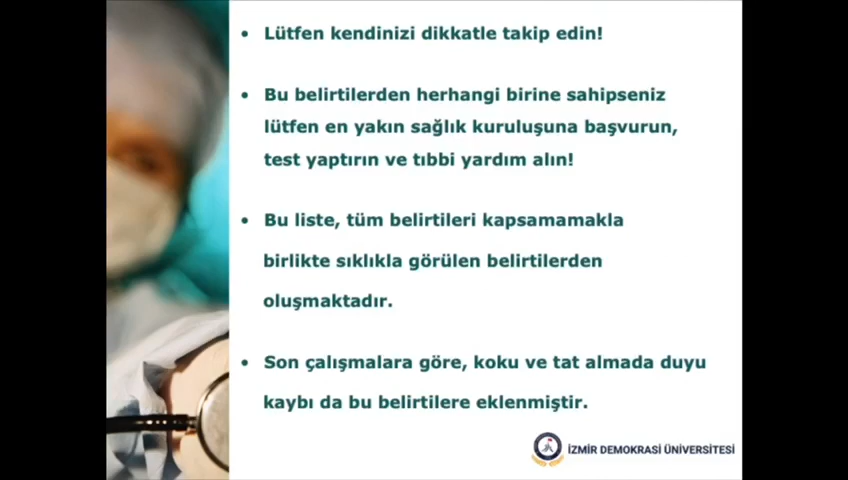 • Lütfen kendinizi dikkatle takip edin!
• Bu belirtilerden herhangi birine sahipseniz
lütfen en yakın sağlık kuruluşuna başvurun,
test yaptırın ve tıbbi yardım alın!
• Bu liste, tüm belirtileri kapsamamakla
birlikte sıklıkla görülen belirtilerden
oluşmaktadır.
• Son çalışmalara göre, koku ve tat almada duyu
kaybı da bu belirtilere eklenmiştir.
İZMİR DEMOKRASİ ÜNİVERSİTESİ